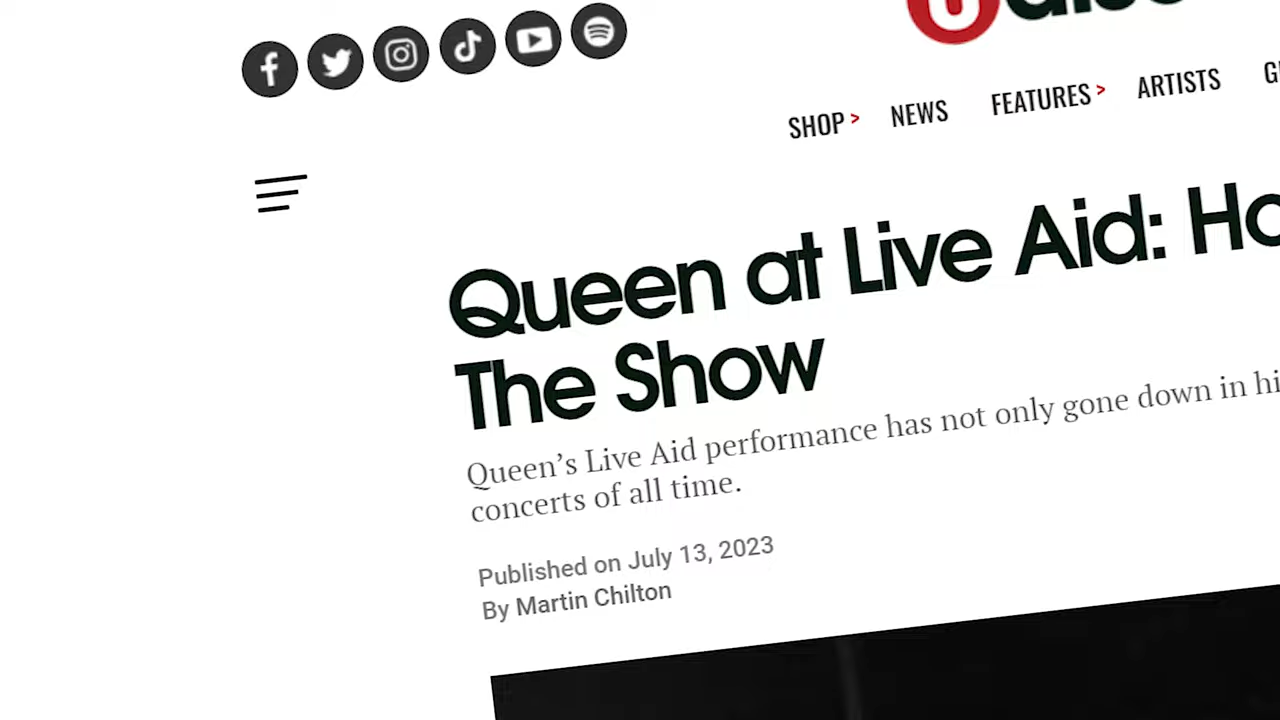 SHOP > NEWS FEATURES > ARTISTS
Queen at Live Aid:
The Show
Queen’s Live Aid performance has not only gone down in
concerts of all time.
Published on July 13, 2023
By Martin Chilton